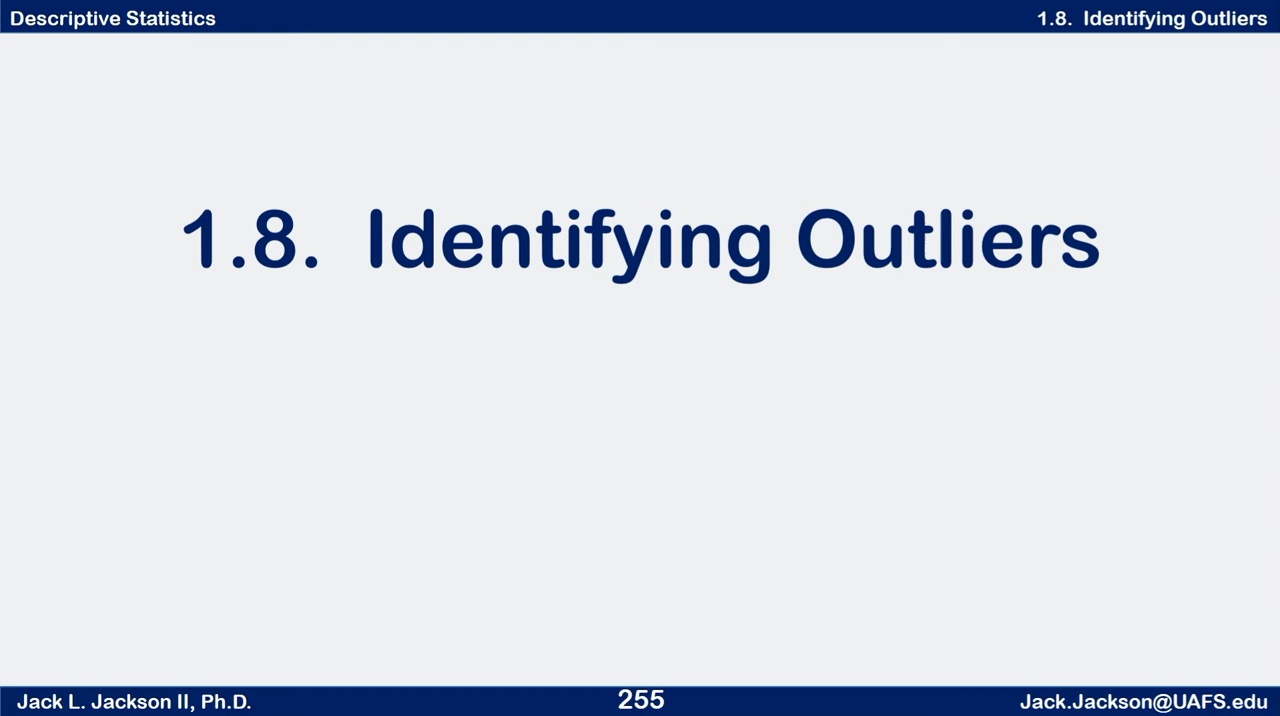 Descriptive Statistics
1.8. Identifying Outliers
1.8. Identifying Outliers
Jack L. Jackson II, Ph.D.
255
Jack.Jackson@UAFS.edu